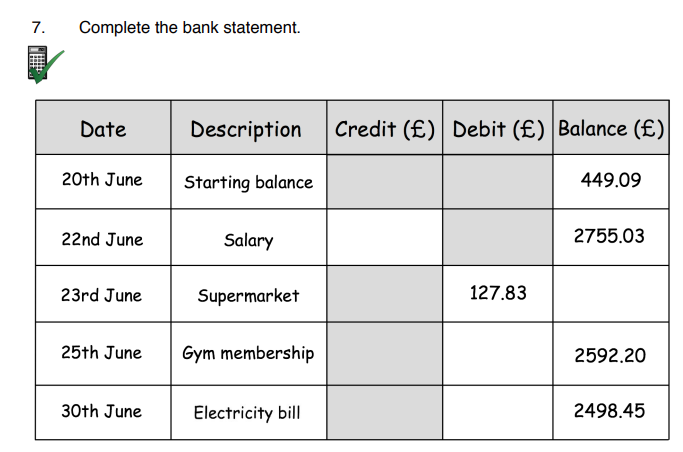 7. Complete the bank statement.
Date Description Credit (£) Debit (£) Balance (£)
20th June Starting balance 449.09
22nd June Salary 2755.03
23rd June Supermarket 127.83
25th June Gym membership 2592.20
30th June Electricity bill 2498.45